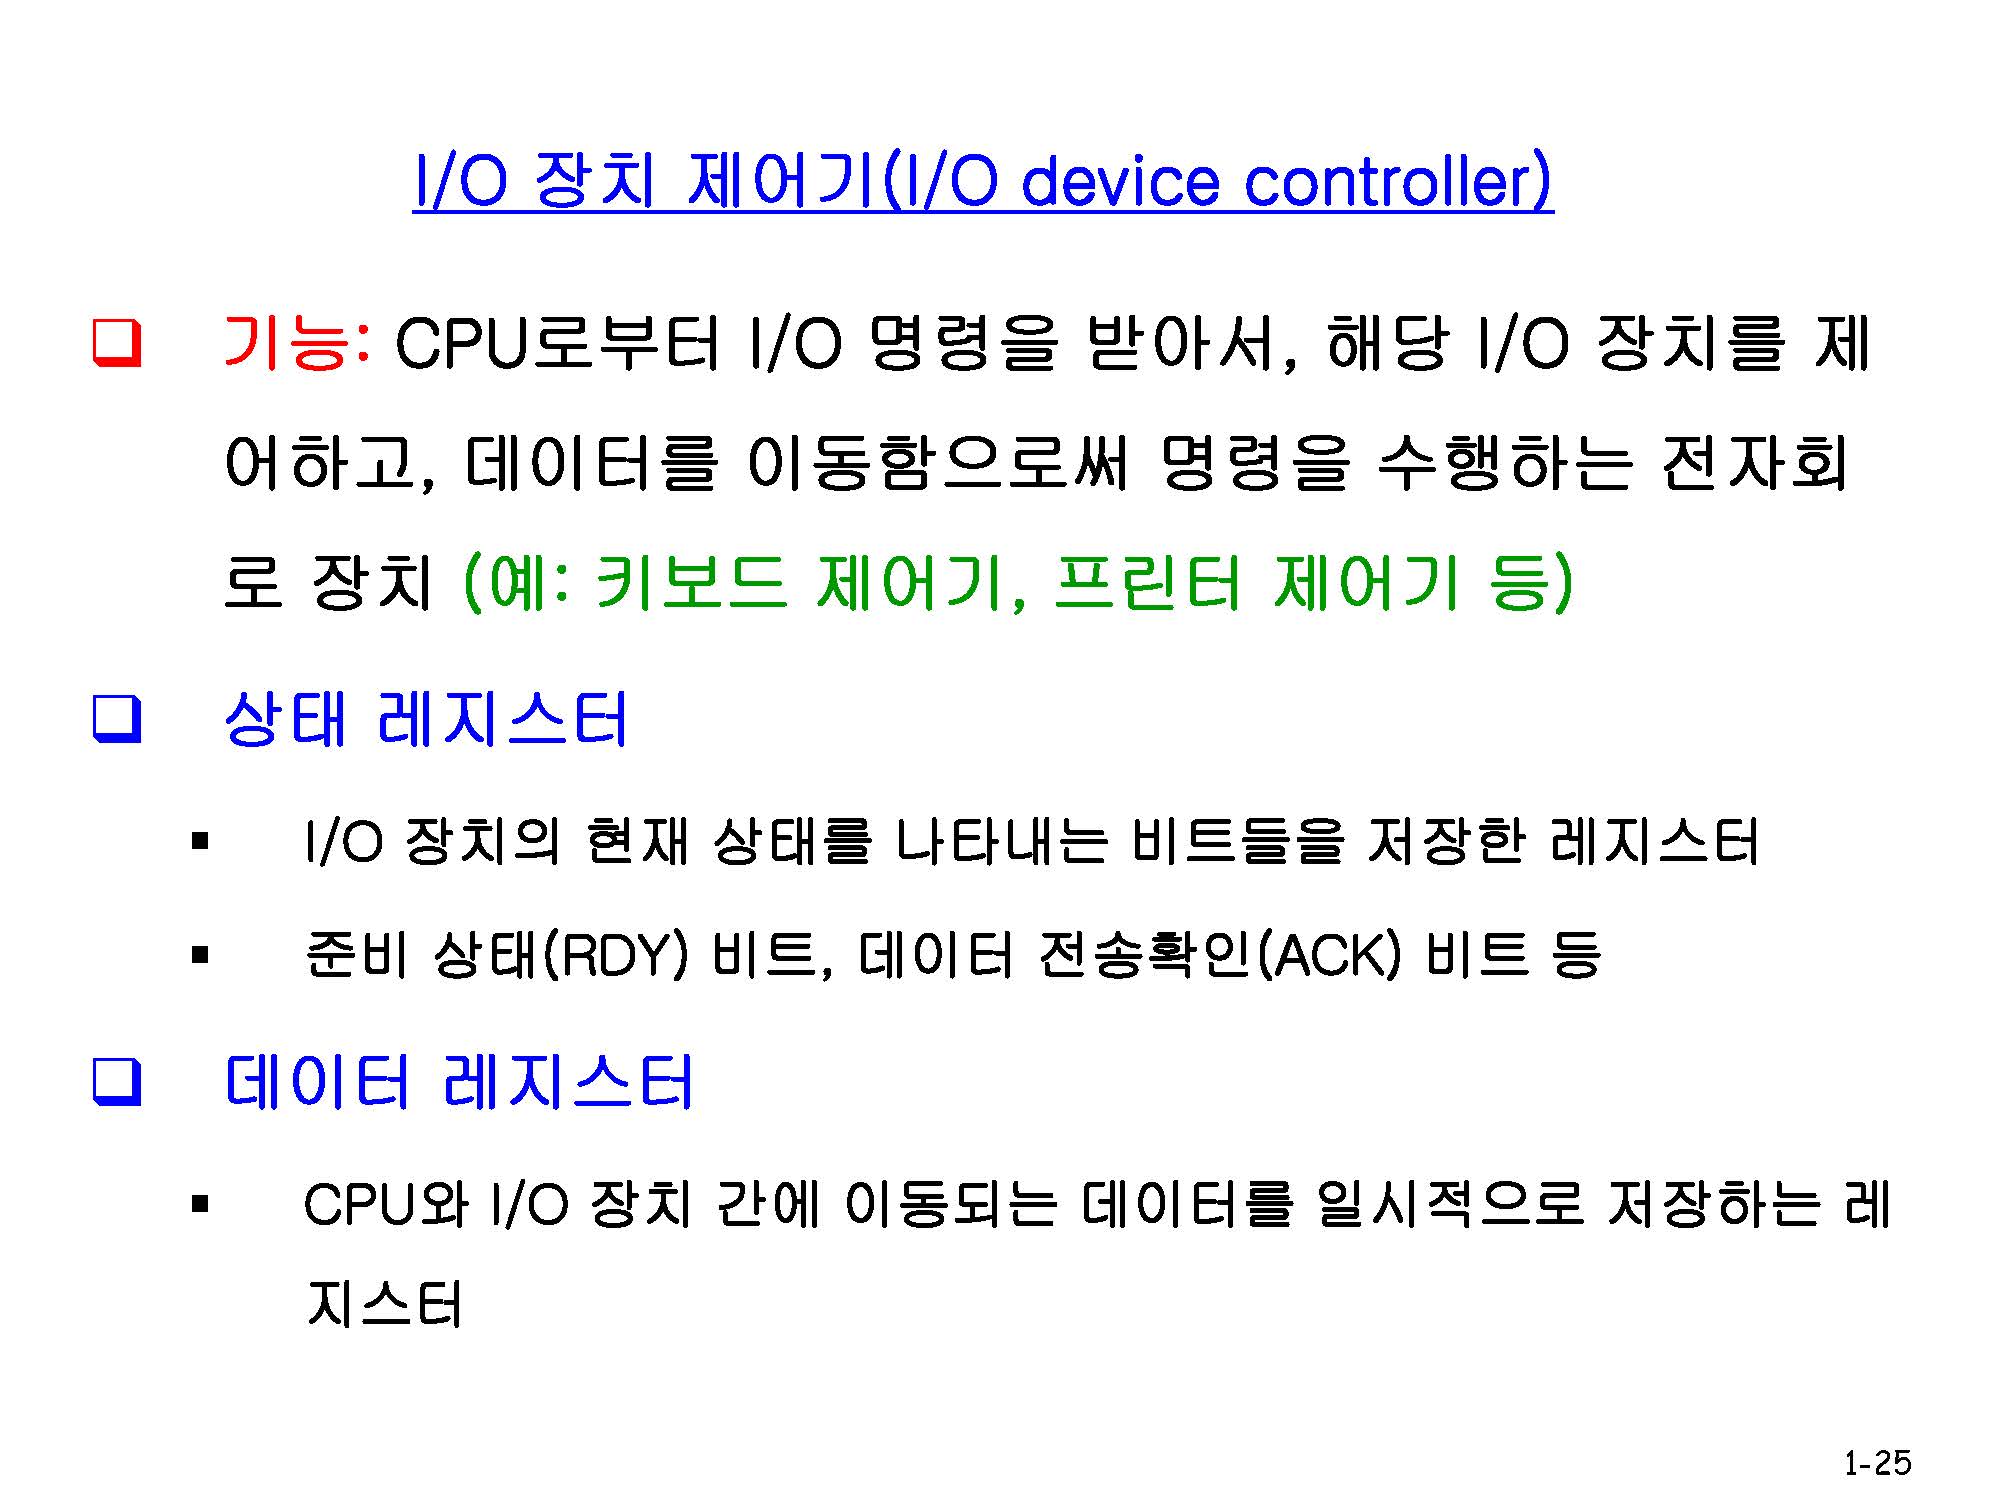 I/O 장치 제어기(I/O device controller)
❑ 기능: CPU로부터 I/O 명령을 받아서, 해당 I/O 장치를 제
어하고, 데이터를 이동함으로써 명령을 수행하는 전자회
로 장치 (예: 키보드 제어기, 프린터 제어기 등)
❑ 상태 레지스터
▪ I/O 장치의 현재 상태를 나타내는 비트들을 저장한 레지스터
▪ 준비 상태(RDY) 비트, 데이터 전송확인(ACK) 비트 등
❑ 데이터 레지스터
▪ CPU와 I/O 장치 간에 이동되는 데이터를 일시적으로 저장하는 레
지스터
1-25